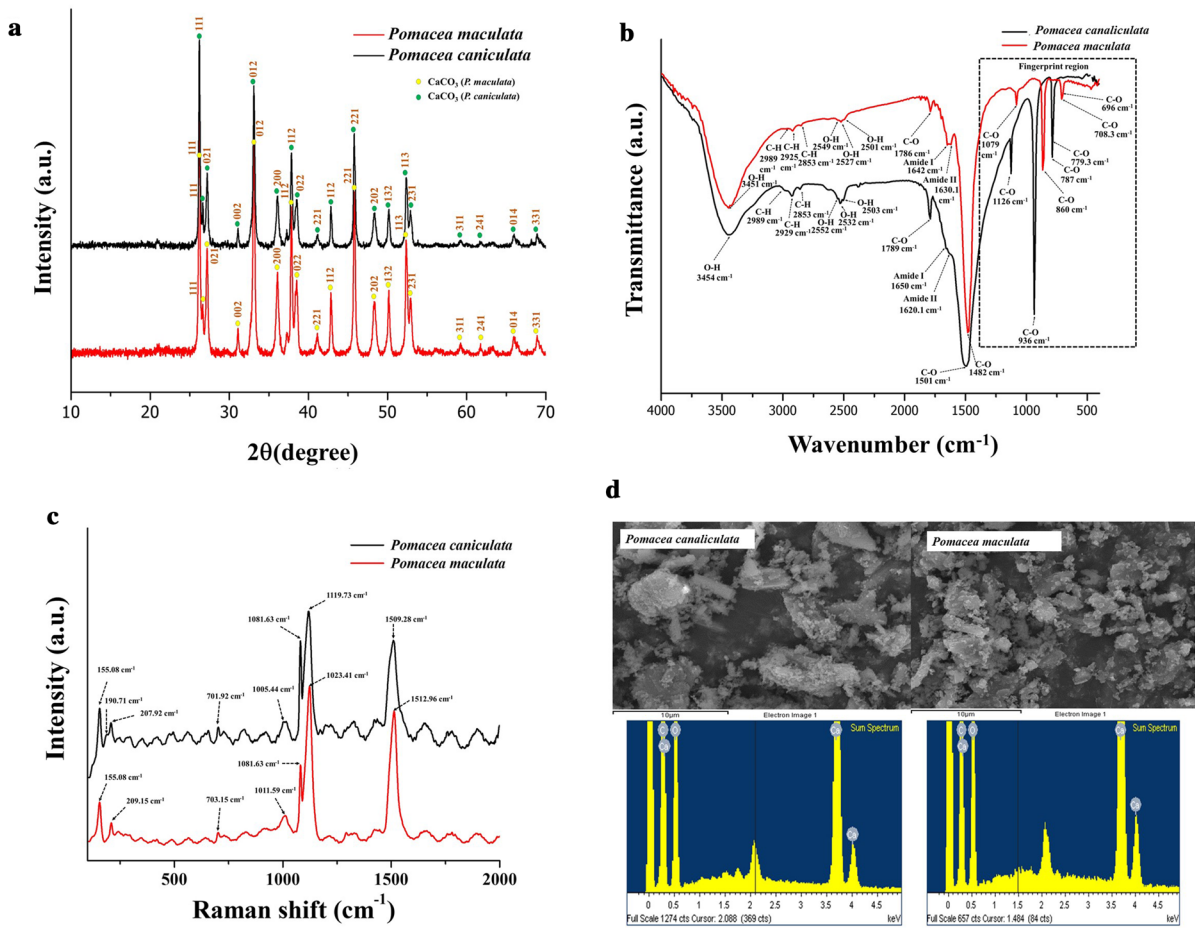 a
Pomacea maculata
Pomacea caniculata
CaCO3 (P. maculata)
CaCO3 (P. caniculata)
111
012
111
021
111
002
012
200
112
112
022
221
112
221
221
202
132
113
113
231
311
241
014
331
111
021
002
200
022
221
112
202
132
231
311
241
014
331
Intensity (a.u.)
10
20
30
40
50
60
70
2θ(degree)
b
Pomacea canaliculata
Pomacea maculata
Fingerprint region
O-H
3451 cm-1
C-H
2989 cm-1
C-H
2925 cm-1
C-H
2853 cm-1
O-H
2549 cm-1
O-H
2527 cm-1
O-H
2501 cm-1
C-O
1786 cm-1
Amide I
1642 cm-1
Amide II
1630.1 cm-1
C-O
1079 cm-1
C-O
696 cm-1
C-O
708.3 cm-1
C-O
779.3 cm-1
C-O
787 cm-1
C-O
860 cm-1
C-O
1126 cm-1
O-H
3454 cm-1
C-H
2989 cm-1
C-H
2929 cm-1
C-H
2853 cm-1
O-H
2552 cm-1
O-H
2532 cm-1
O-H
2503 cm-1
C-O
1789 cm-1
Amide I
1650 cm-1
Amide II
1620.1 cm-1
C-O
936 cm-1
C-O
1501 cm-1
C-O
1482 cm-1
Transmittance (a.u.)
4000
3500
3000
2500
2000
1500
1000
500
Wavenumber (cm-1)
c
Pomacea caniculata
Pomacea maculata
1119.73 cm-1
1081.63 cm-1
1509.28 cm-1
155.08 cm-1
190.71 cm-1
207.92 cm-1
701.92 cm-1
1005.44 cm-1
1023.41 cm-1
1512.96 cm-1
1081.63 cm-1
155.08 cm-1
209.15 cm-1
703.15 cm-1
1011.59 cm-1
Intensity (a.u.)
500
1000
1500
2000
Raman shift (cm-1)
d
Pomacea canaliculata
Pomacea maculata
10µm
Electron Image 1
10µm
Electron Image 1
Sum Spectrum
C
O
Ca
Ca
Ca
0
0.5
1
1.5
2
2.5
3
3.5
4
4.5
Full Scale 1274 cts Cursor: 2.088 (369 cts)
keV
Sum Spectrum
C
O
Ca
Ca
Ca
0
0.5
1
1.5
2
2.5
3
3.5
4
4.5
Full Scale 657 cts Cursor: 1.484 (84 cts)
keV